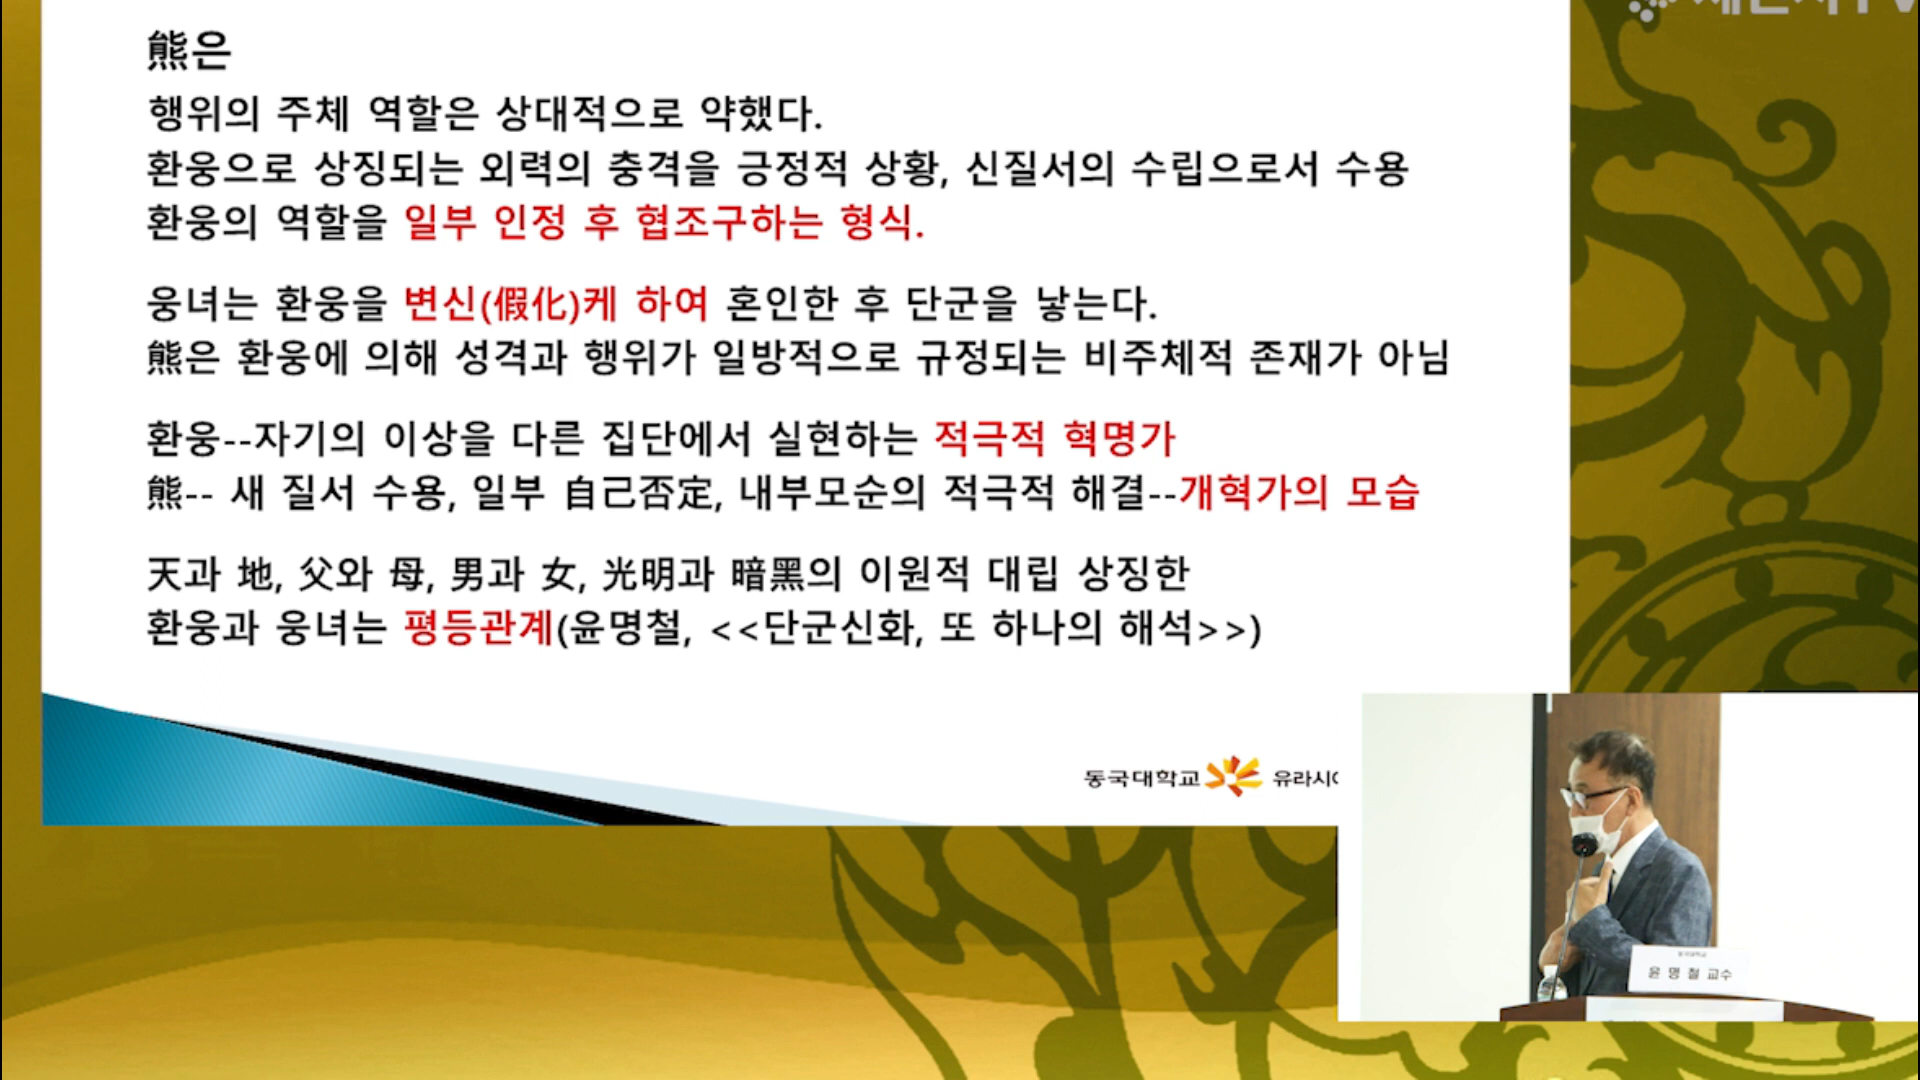 熊은
행위의 주체 역할은 상대적으로 약했다.
환웅으로 상징되는 외력의 충격을 긍정적 상황, 신질서의 수립으로서 수용
환웅의 역할을 일부 인정 후 협조구하는 형식.
웅녀는 환웅을 변신(假化)케 하여 혼인한 후 단군을 낳는다.
熊은 환웅에 의해 성격과 행위가 일방적으로 규정되는 비주체적 존재가 아님
환웅--자기의 이상을 다른 집단에서 실현하는 적극적 혁명가
熊-- 새 질서 수용, 일부 自己否定, 내부모순의 적극적 해결--개혁가의 모습
天과 地, 父와 母, 男과 女, 光明과 暗黑의 이원적 대립 상징한
환웅과 웅녀는 평등관계(윤명철, <<단군신화, 또 하나의 해석>>)
동국대학교 유라시아
윤 명 철 교수